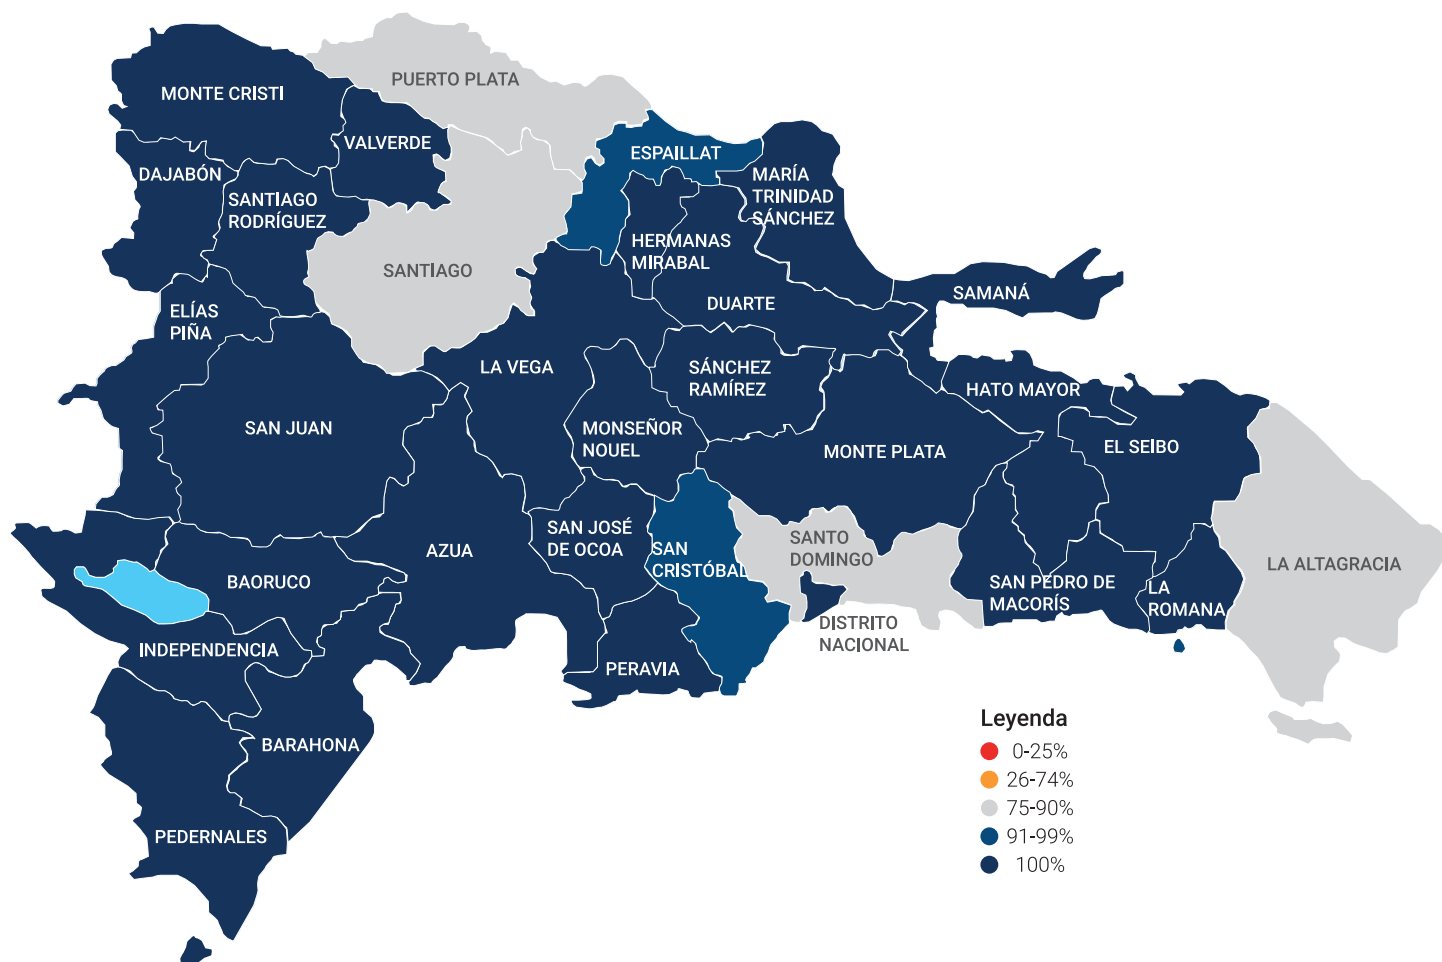 PUERTO PLATA
MONTE CRISTI
VALVERDE
ESPAILLAT
DAJABÓN
MARÍA
TRINIDAD
SÁNCHEZ
SANTIAGO
RODRÍGUEZ
HERMANAS
MIRABAL
SANTIAGO
SAMANÁ
DUARTE
ELÍAS
PIÑA
LA VEGA
SÁNCHEZ
RAMÍREZ
HATO MAYOR
SAN JUAN
MONSEÑOR
NOUEL
MONTE PLATA
EL SEIBO
AZUA
SAN JOSÉ
DE OCOA
SAN
CRISTÓBAL
SANTO
DOMINGO
LA ALTAGRACIA
BAORUCO
SAN PEDRO DE
MACORÍS
LA
ROMANA
DISTRITO
NACIONAL
INDEPENDENCIA
PERAVIA
BARAHONA
PEDERNALES
Leyenda
0-25%
26-74%
75-90%
91-99%
100%